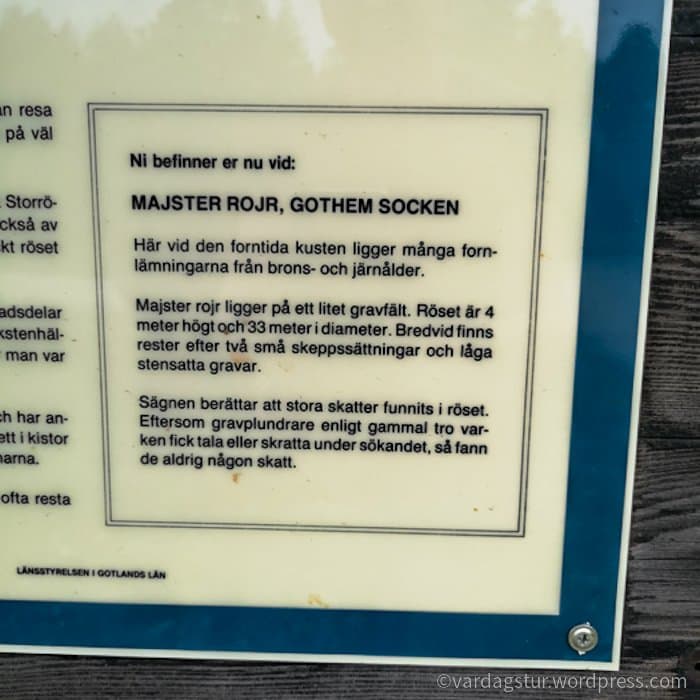 an resa
på väl
Storrö-
ckså av
kt röset
adsdelar
kstenhäl-
man var
ch har an-
ett i kistor
narna.
ofta resta
Ni befinner er nu vid:
MAJSTER ROJR, GOTHEM SOCKEN
Här vid den forntida kusten ligger många forn-
lämningarna från brons- och järnålder.
Majster rojr ligger på ett litet gravfält. Röset är 4
meter högt och 33 meter i diameter. Bredvid finns
rester efter två små skeppssättningar och låga
stensatta gravar.
Sägnen berättar att stora skatter funnits i röset.
Eftersom gravplundrare enligt gammal tro var-
ken fick tala eller skratta under sökandet, så fann
de aldrig någon skatt.
LÄNSSTYRELSEN I GOTLANDS LÄN
©vardagstur.wordpress.com